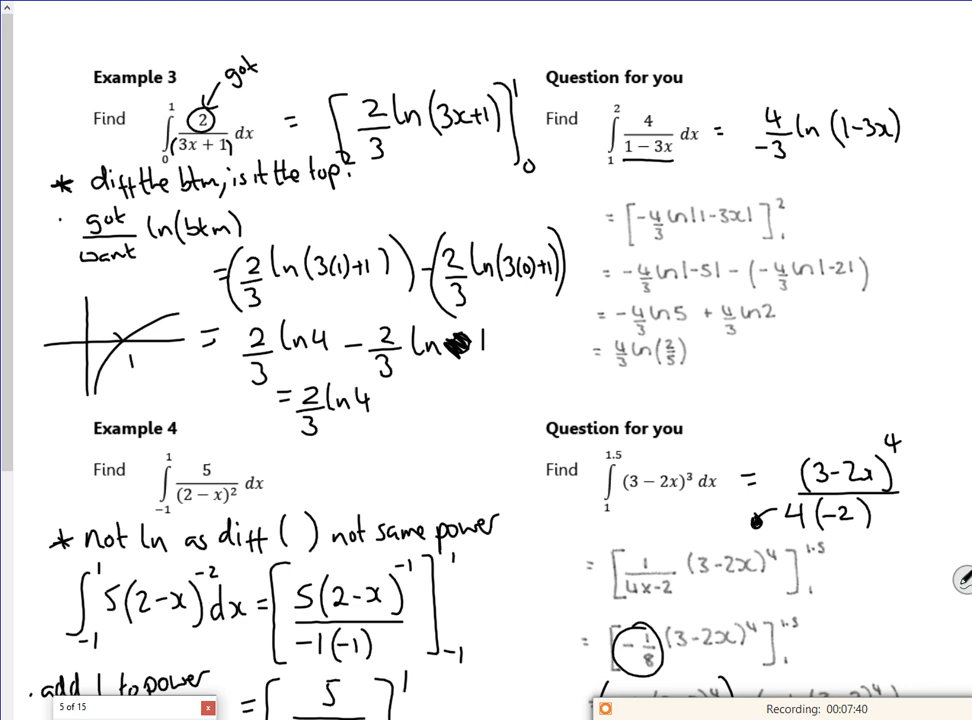 Example 3
got
Find ∫₀¹ 2/(3x + 1) dx = [2/3 ln(3x+1)]₀¹
* diff the btm, is it the top?
got/want ln(btm)
= (2/3 ln(3(1)+1)) - (2/3 ln(3(0)+1))
1
= 2/3 ln4 - 2/3 ln 1
= 2/3 ln4
Question for you
Find ∫₁² 4/(1 − 3x) dx = 4/-3 ln (1-3x)
= [-4/3 ln|1-3x|]₁²
= -4/3 ln|-5| - (-4/3 ln|-2|)
= -4/3 ln5 + 4/3 ln2
= 4/3 ln(2/5)
Example 4
Find ∫₋₁¹ 5/(2 − x)² dx
* not ln as diff ( ) not same power
∫₋₁¹ 5(2-x)⁻² dx = [5(2-x)⁻¹/-1(-1)]₋₁¹
. add 1 to power
= [5 ]¹
Question for you
Find ∫₁^1.5 (3 − 2x)³ dx = (3-2x)⁴/4(-2)
= [1/4x-2 (3-2x)⁴]₁^1.5
= [-1/8 (3-2x)⁴]₁^1.5
5 of 15
x
Recording: 00:07:40